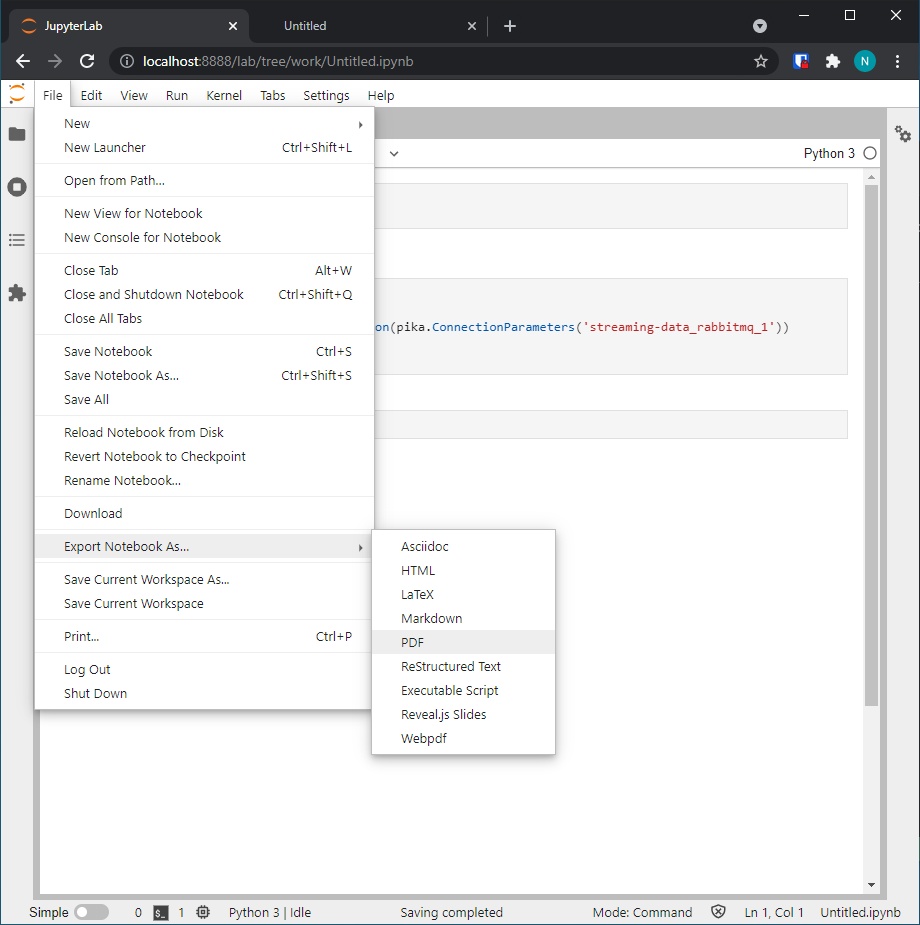 JupyterLab
Untitled
localhost:8888/lab/tree/work/Untitled.ipynb
N
File Edit View Run Kernel Tabs Settings Help
New
New Launcher Ctrl+Shift+L
Open from Path...
New View for Notebook
New Console for Notebook
Close Tab Alt+W
Close and Shutdown Notebook Ctrl+Shift+Q
Close All Tabs
Save Notebook Ctrl+S
Save Notebook As... Ctrl+Shift+S
Save All
Reload Notebook from Disk
Revert Notebook to Checkpoint
Rename Notebook...
Download
Export Notebook As...
Save Current Workspace As...
Save Current Workspace
Print... Ctrl+P
Log Out
Shut Down
Python 3
on(pika.ConnectionParameters('streaming-data_rabbitmq_1'))
Asciidoc
HTML
LaTeX
Markdown
PDF
ReStructured Text
Executable Script
Reveal.js Slides
Webpdf
Simple 0 $_ 1 Python 3 | Idle Saving completed Mode: Command Ln 1, Col 1 Untitled.ipynb